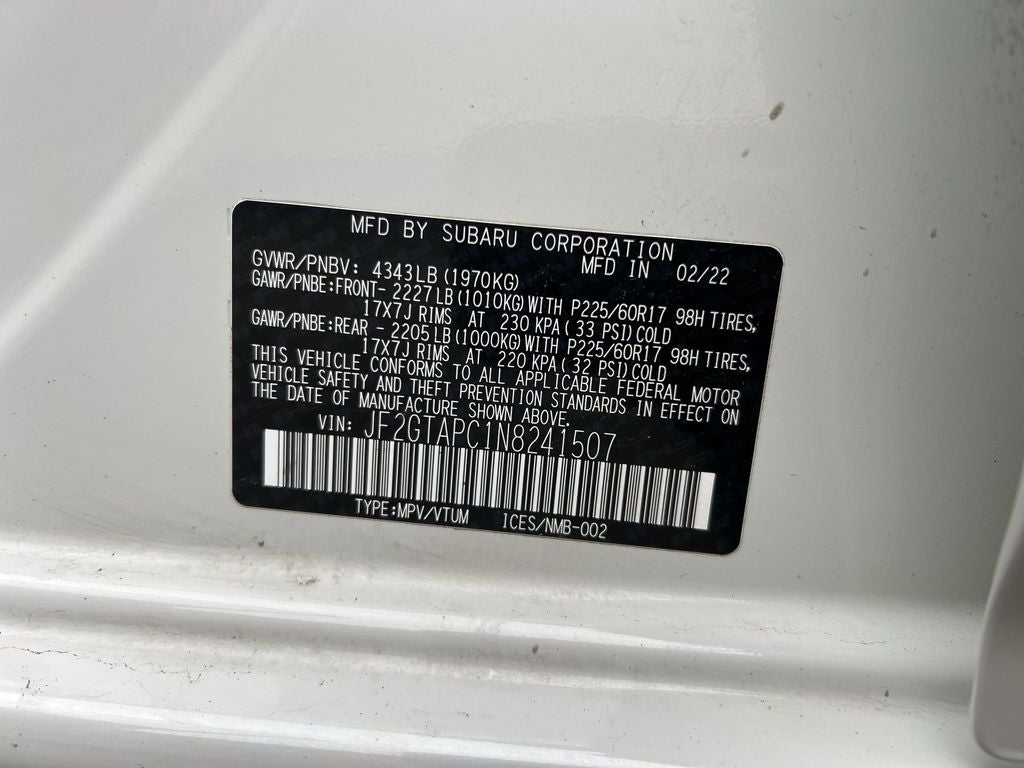 MFD BY SUBARU CORPORATION
MFD IN 02/22
GVWR/PNBV: 4343LB(1970KG)
GAWR/PNBE:FRONT- 2227LB(1010KG)WITH P225/60R17 98H TIRES,
17X7J RIMS AT 230 KPA(33 PSI)COLD
GAWR/PNBE:REAR - 2205LB(1000KG)WITH P225/60R17 98H TIRES,
17X7J RIMS AT 220 KPA(32 PSI)COLD
THIS VEHICLE CONFORMS TO ALL APPLICABLE FEDERAL MOTOR
VEHICLE SAFETY AND THEFT PREVENTION STANDARDS IN EFFECT ON
THE DATE OF MANUFACTURE SHOWN ABOVE.
VIN: JF2GTAPC1N8241507
TYPE:MPV/VTUM ICES/NMB-002